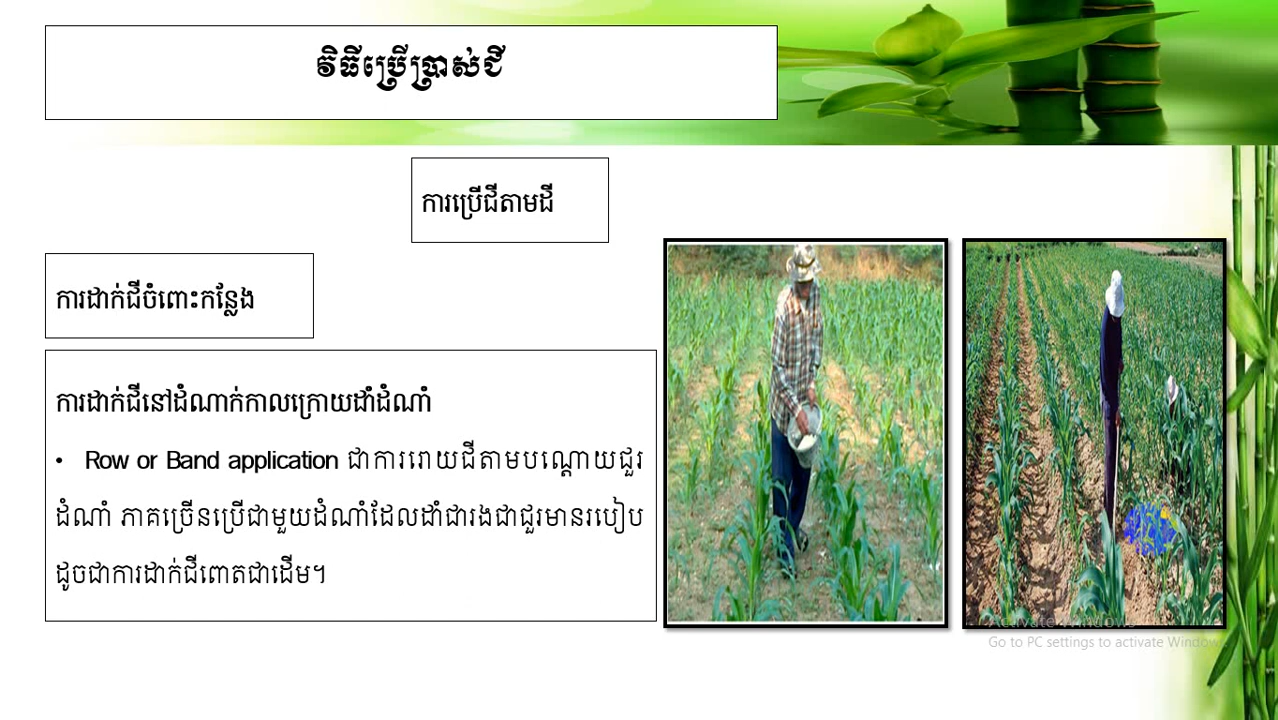 វិធីប្រើប្រាស់ជី
ការប្រើជីតាមដី
ការដាក់ជីចំពោះកន្លែង
ការដាក់ជីនៅដំណាក់កាលក្រោយដាំដំណាំ
• Row or Band application ជាការរោយជីតាមបណ្តោយជួរ
ដំណាំ ភាគច្រើនប្រើជាមួយដំណាំដែលដាំជារងជាជួរមានរបៀប
ដូចជាការដាក់ជីពោតជាដើម។
Activate Windows
Go to PC settings to activate Windows